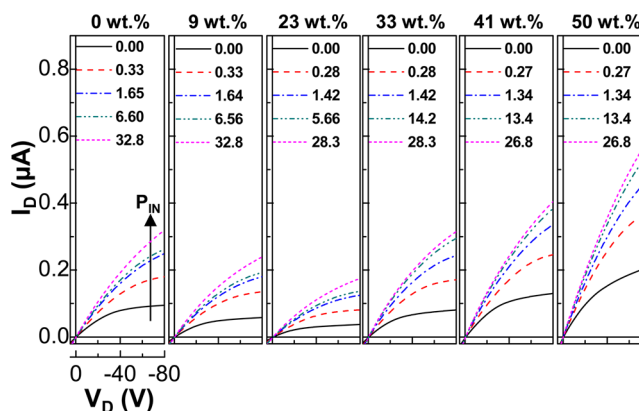 0 wt.% 9 wt.% 23 wt.% 33 wt.% 41 wt.% 50 wt.%
0.8 0.00 0.00 0.00 0.00 0.00 0.00
0.33 0.33 0.28 0.28 0.27 0.27
1.65 1.64 1.42 1.42 1.34 1.34
0.6 6.60 6.56 5.66 14.2 13.4 13.4
32.8 32.8 28.3 28.3 26.8 26.8
I_D (µA)
0.4 P_IN
0.2
0.0
0 -40 -80
V_D (V)